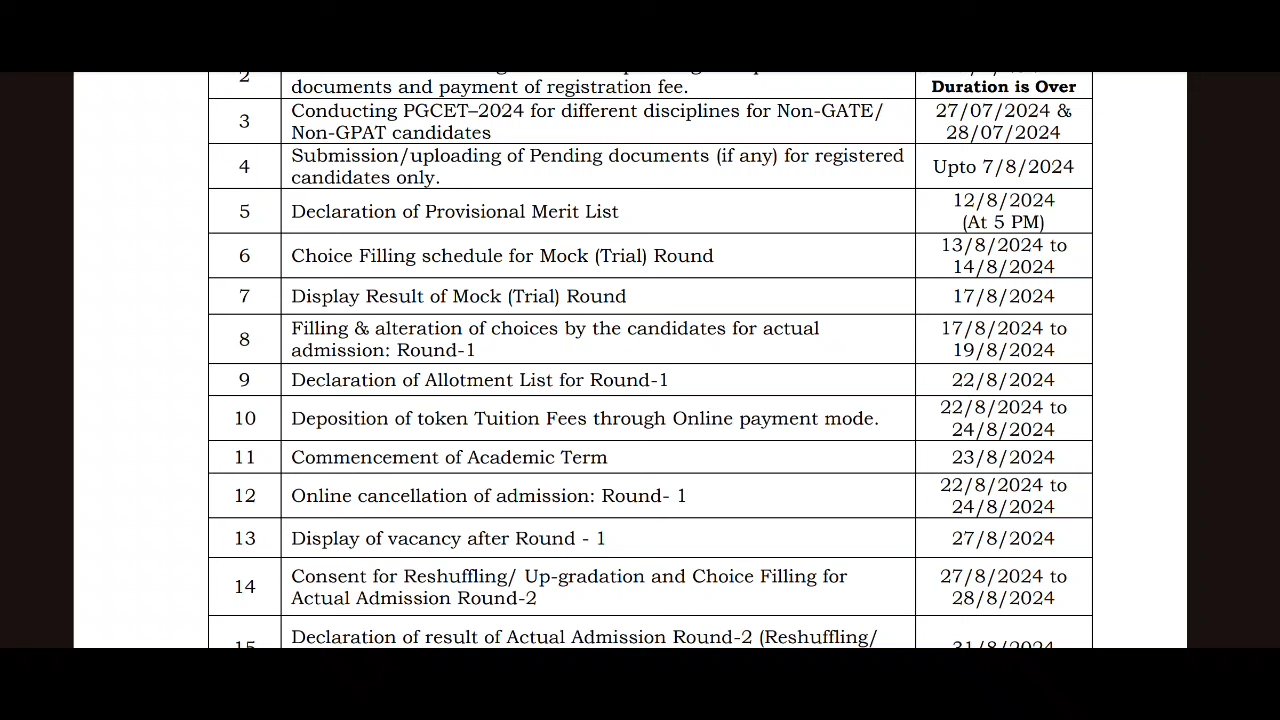 2
documents and payment of registration fee.
Duration is Over
3
Conducting PGCET–2024 for different disciplines for Non-GATE/
Non-GPAT candidates
27/07/2024 &
28/07/2024
4
Submission/uploading of Pending documents (if any) for registered
candidates only.
Upto 7/8/2024
5
Declaration of Provisional Merit List
12/8/2024
(At 5 PM)
6
Choice Filling schedule for Mock (Trial) Round
13/8/2024 to
14/8/2024
7
Display Result of Mock (Trial) Round
17/8/2024
8
Filling & alteration of choices by the candidates for actual
admission: Round-1
17/8/2024 to
19/8/2024
9
Declaration of Allotment List for Round-1
22/8/2024
10
Deposition of token Tuition Fees through Online payment mode.
22/8/2024 to
24/8/2024
11
Commencement of Academic Term
23/8/2024
12
Online cancellation of admission: Round- 1
22/8/2024 to
24/8/2024
13
Display of vacancy after Round - 1
27/8/2024
14
Consent for Reshuffling/ Up-gradation and Choice Filling for
Actual Admission Round-2
27/8/2024 to
28/8/2024
15
Declaration of result of Actual Admission Round-2 (Reshuffling/
31/8/2024